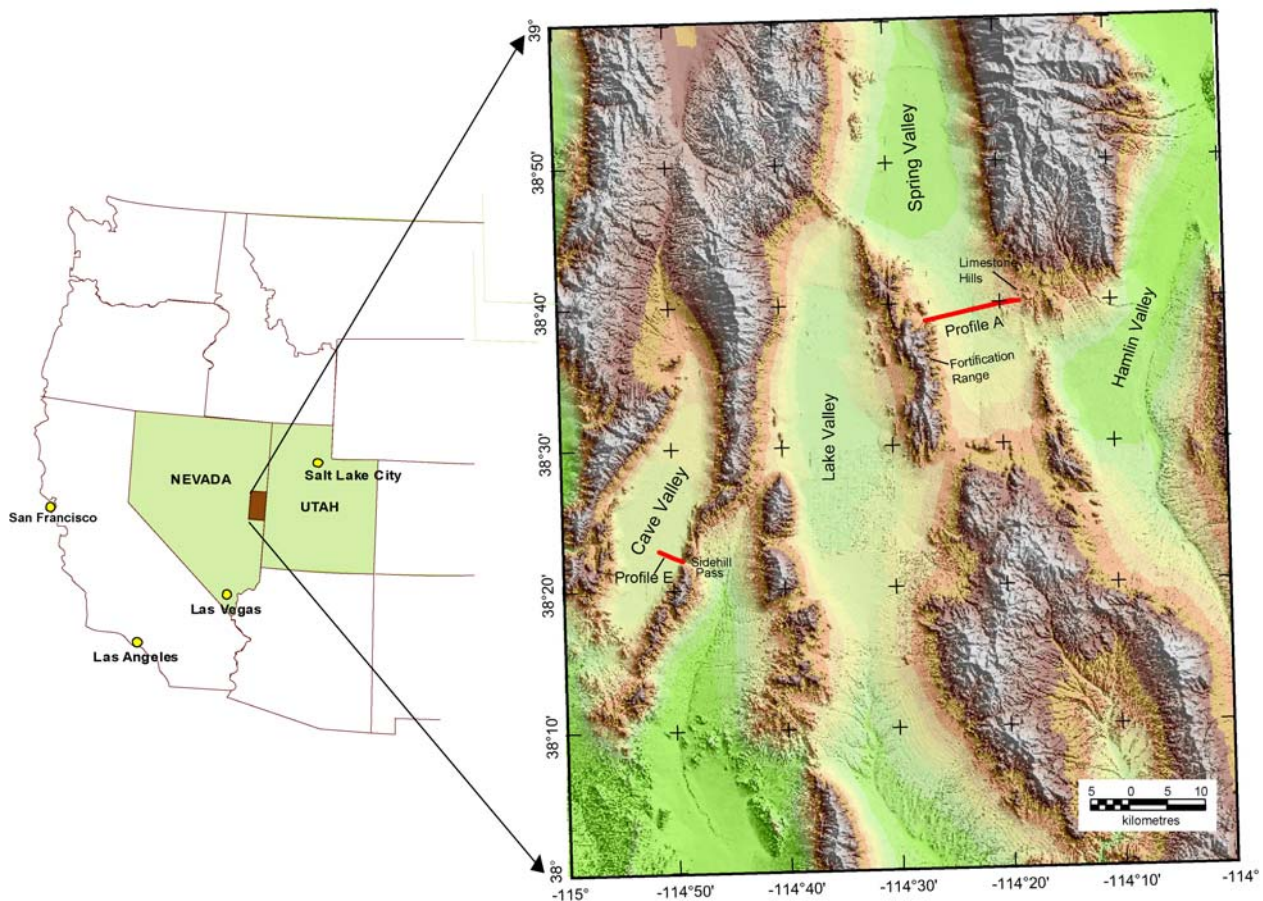 NEVADA
UTAH
Salt Lake City
San Francisco
Las Vegas
Los Angeles
39°
38°50'
38°40'
38°30'
38°20'
38°10'
38°
Spring Valley
Limestone
Hills
Profile A
Fortification
Range
Hamlin Valley
Lake Valley
Cave Valley
Profile E
Sidehill
Pass
5 0 5 10
kilometres
-115°
-114°50'
-114°40'
-114°30'
-114°20'
-114°10'
-114°